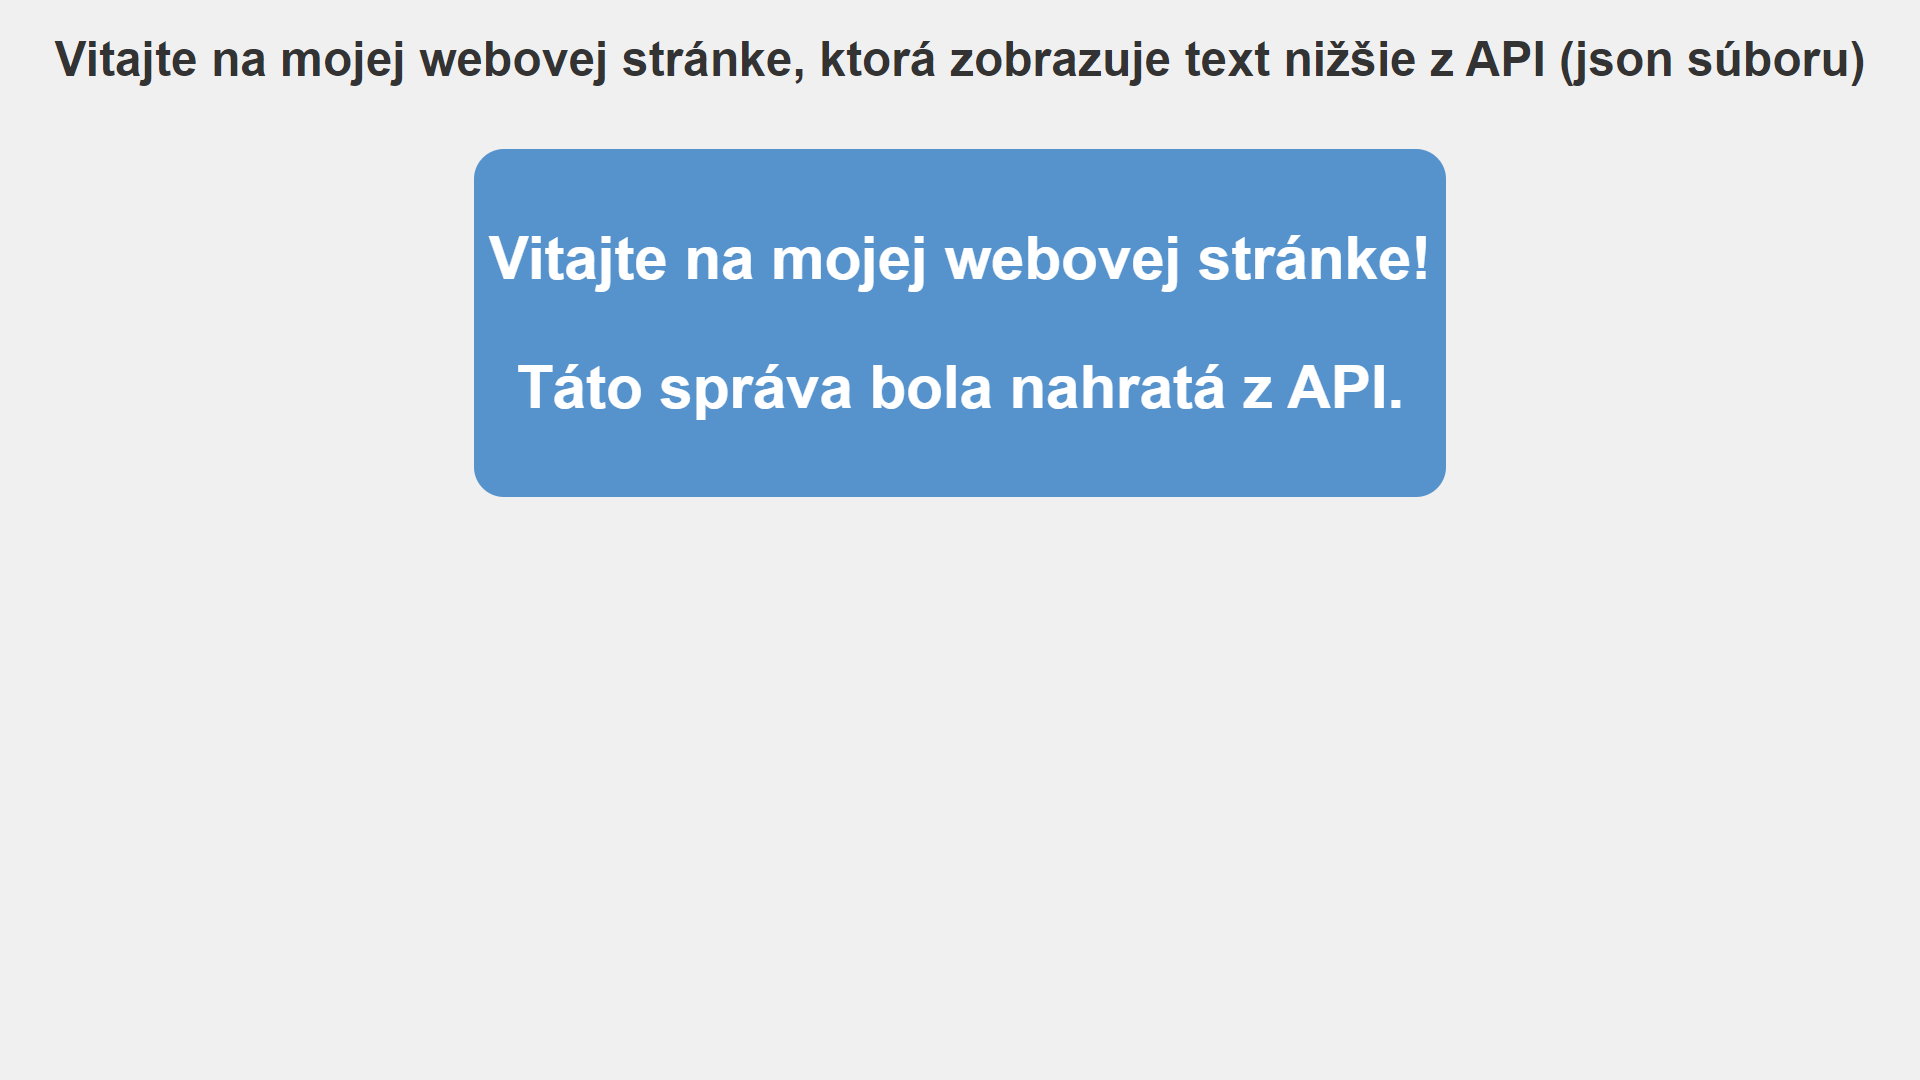 Vitajte na mojej webovej stránke, ktorá zobrazuje text nižšie z API (json súboru)
Vitajte na mojej webovej stránke!
Táto správa bola nahratá z API.